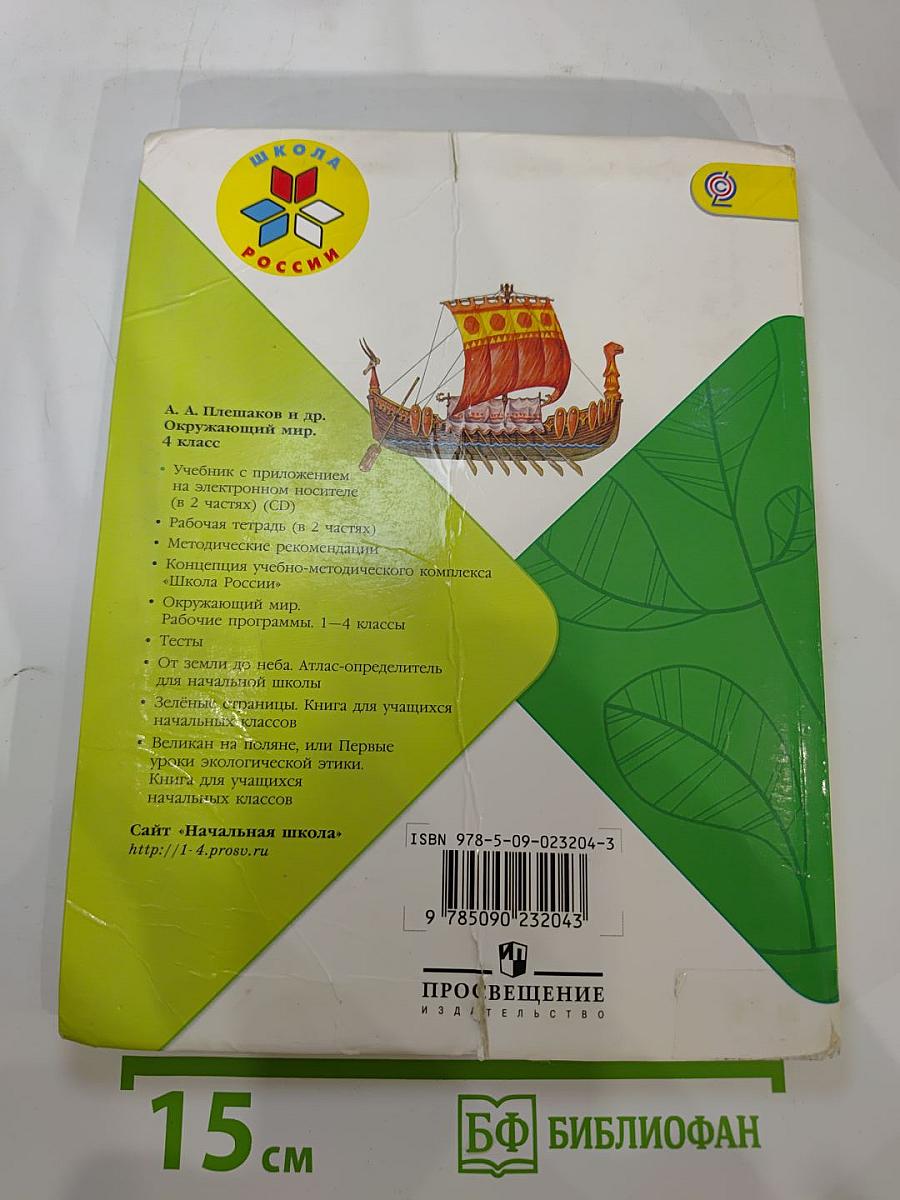 ШКОЛА
РОССИИ
А. А. Плешаков и др.
Окружающий мир.
4 класс
• Учебник с приложением
на электронном носителе
(в 2 частях) (CD)
• Рабочая тетрадь (в 2 частях)
• Методические рекомендации
• Концепция учебно-методического комплекса
«Школа России»
• Окружающий мир.
Рабочие программы. 1—4 классы
• Тесты
• От земли до неба. Атлас-определитель
для начальной школы
• Зелёные страницы. Книга для учащихся
начальных классов
• Великан на поляне, или Первые
уроки экологической этики.
Книга для учащихся
начальных классов
Сайт «Начальная школа»
http://1-4.prosv.ru
ISBN 978-5-09-023204-3
9 785090 232043
ИП
ПРОСВЕЩЕНИЕ
ИЗДАТЕЛЬСТВО
15 см
БФ БИБЛИОФАН